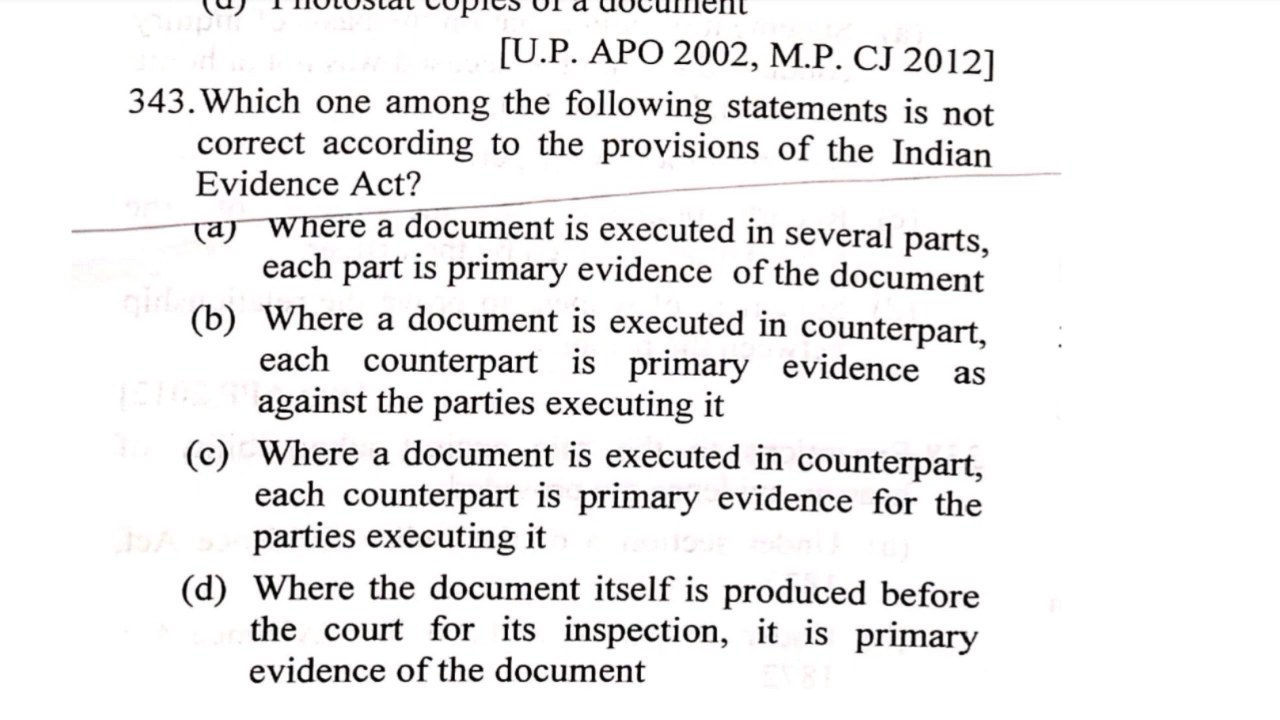 (d) Photostat copies of a document
[U.P. APO 2002, M.P. CJ 2012]
343. Which one among the following statements is not
correct according to the provisions of the Indian
Evidence Act?
(a) Where a document is executed in several parts,
each part is primary evidence of the document
(b) Where a document is executed in counterpart,
each counterpart is primary evidence as
against the parties executing it
(c) Where a document is executed in counterpart,
each counterpart is primary evidence for the
parties executing it
(d) Where the document itself is produced before
the court for its inspection, it is primary
evidence of the document